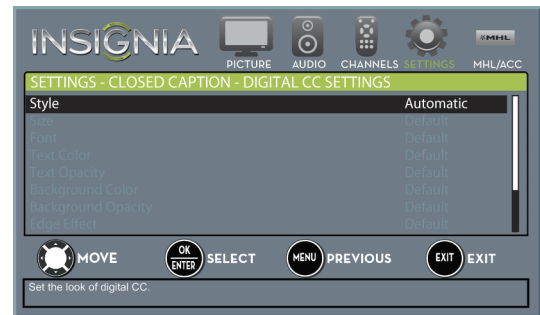 INSIGNIA
PICTURE AUDIO CHANNELS SETTINGS MHL/ACC
MHL
SETTINGS - CLOSED CAPTION - DIGITAL CC SETTINGS
Style Automatic
Size Default
Font Default
Text Color Default
Text Opacity Default
Background Color Default
Background Opacity Default
Edge Effect Default
MOVE OK ENTER SELECT MENU PREVIOUS EXIT EXIT
Set the look of digital CC.